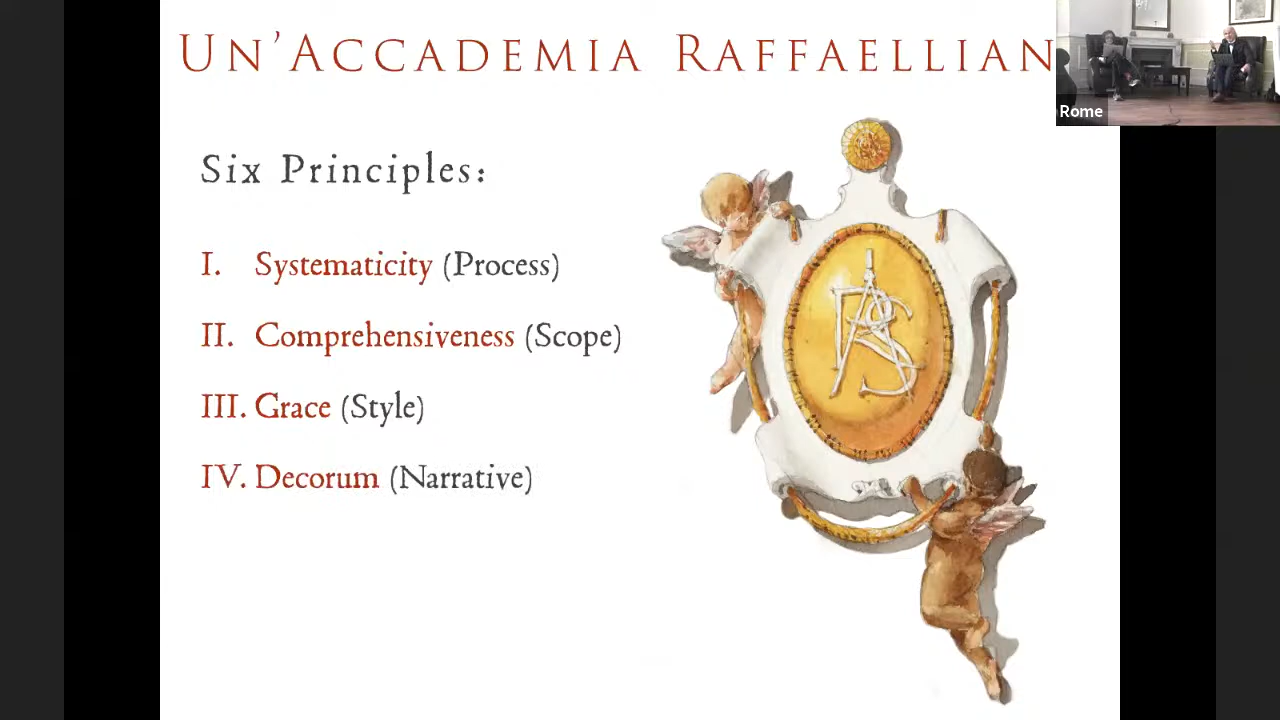 UN'ACCADEMIA RAFFAELLIAN
Rome
Six Principles:
I. Systematicity (Process)
II. Comprehensiveness (Scope)
III. Grace (Style)
IV. Decorum (Narrative)